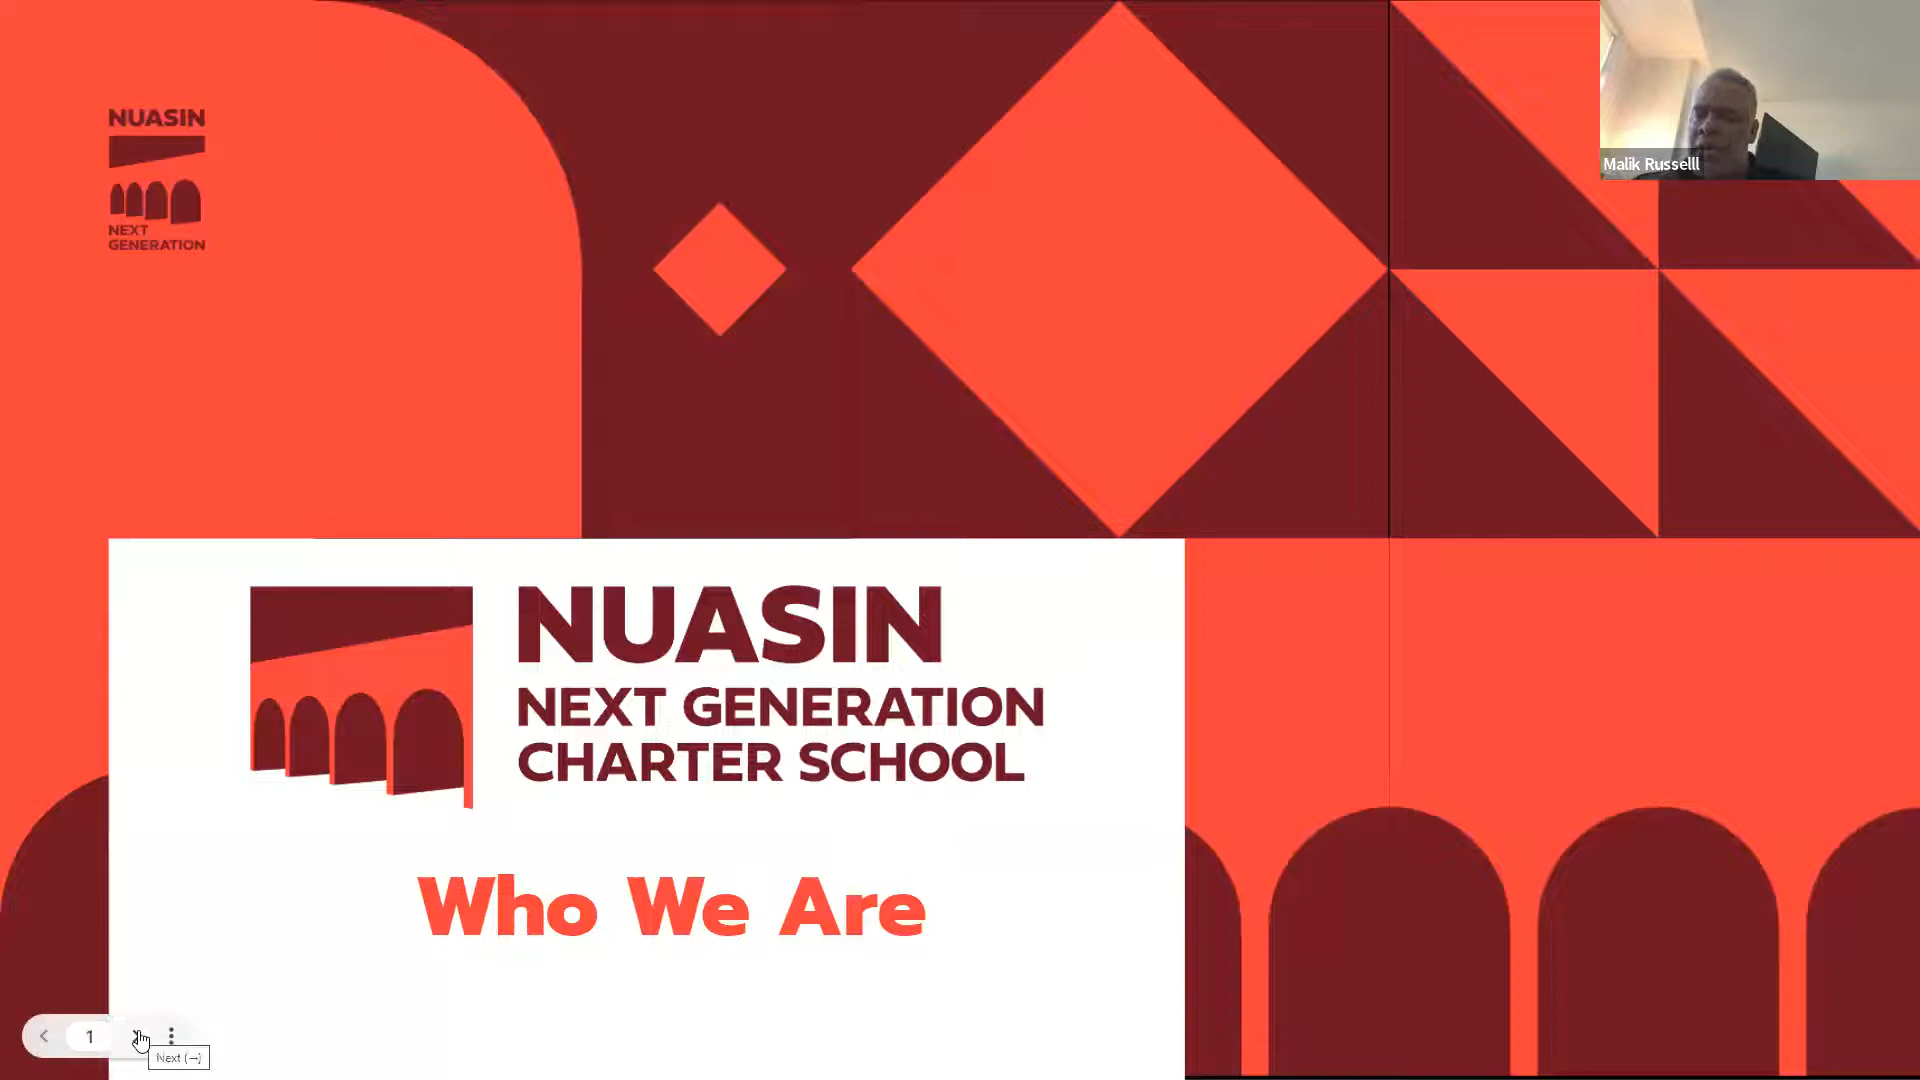 NUASIN
NEXT
GENERATION
Malik Russelll
NUASIN
NEXT GENERATION
CHARTER SCHOOL
Who We Are
1
Next (→)